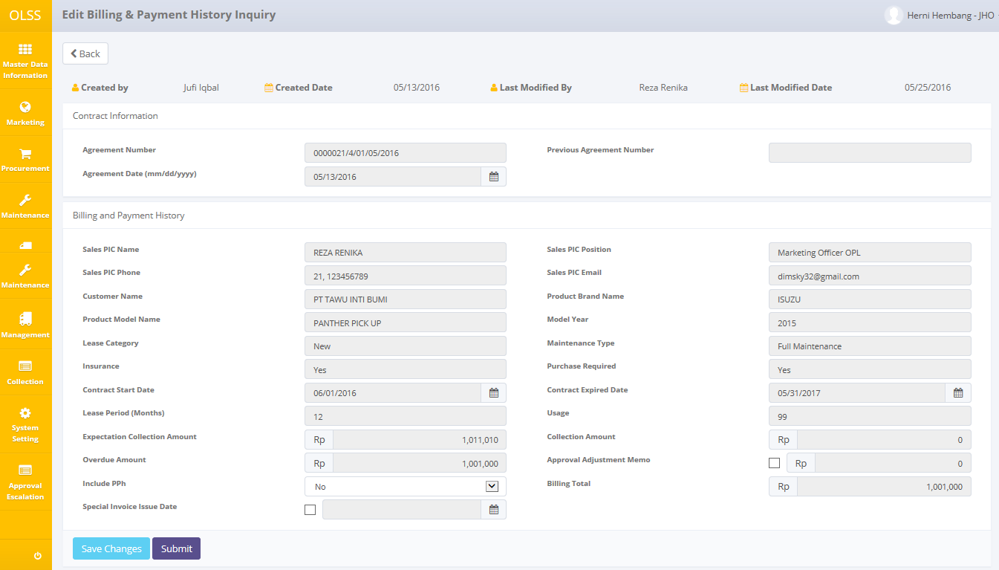 OLSS
Edit Billing & Payment History Inquiry
Herni Hembang - JHO
Master Data
Information
Marketing
Procurement
Maintenance
Maintenance
Management
Collection
System
Setting
Approval
Escalation
Back
Created by Jufi Iqbal Created Date 05/13/2016 Last Modified By Reza Renika Last Modified Date 05/25/2016
Contract Information
Agreement Number 0000021/4/01/05/2016 Previous Agreement Number
Agreement Date (mm/dd/yyyy) 05/13/2016
Billing and Payment History
Sales PIC Name REZA RENIKA Sales PIC Position Marketing Officer OPL
Sales PIC Phone 21, 123456789 Sales PIC Email dimsky32@gmail.com
Customer Name PT TAWU INTI BUMI Product Brand Name ISUZU
Product Model Name PANTHER PICK UP Model Year 2015
Lease Category New Maintenance Type Full Maintenance
Insurance Yes Purchase Required Yes
Contract Start Date 06/01/2016 Contract Expired Date 05/31/2017
Lease Period (Months) 12 Usage 99
Expectation Collection Amount Rp 1,011,010 Collection Amount Rp 0
Overdue Amount Rp 1,001,000 Approval Adjustment Memo Rp 0
Include PPh No Billing Total Rp 1,001,000
Special Invoice Issue Date
Save Changes Submit